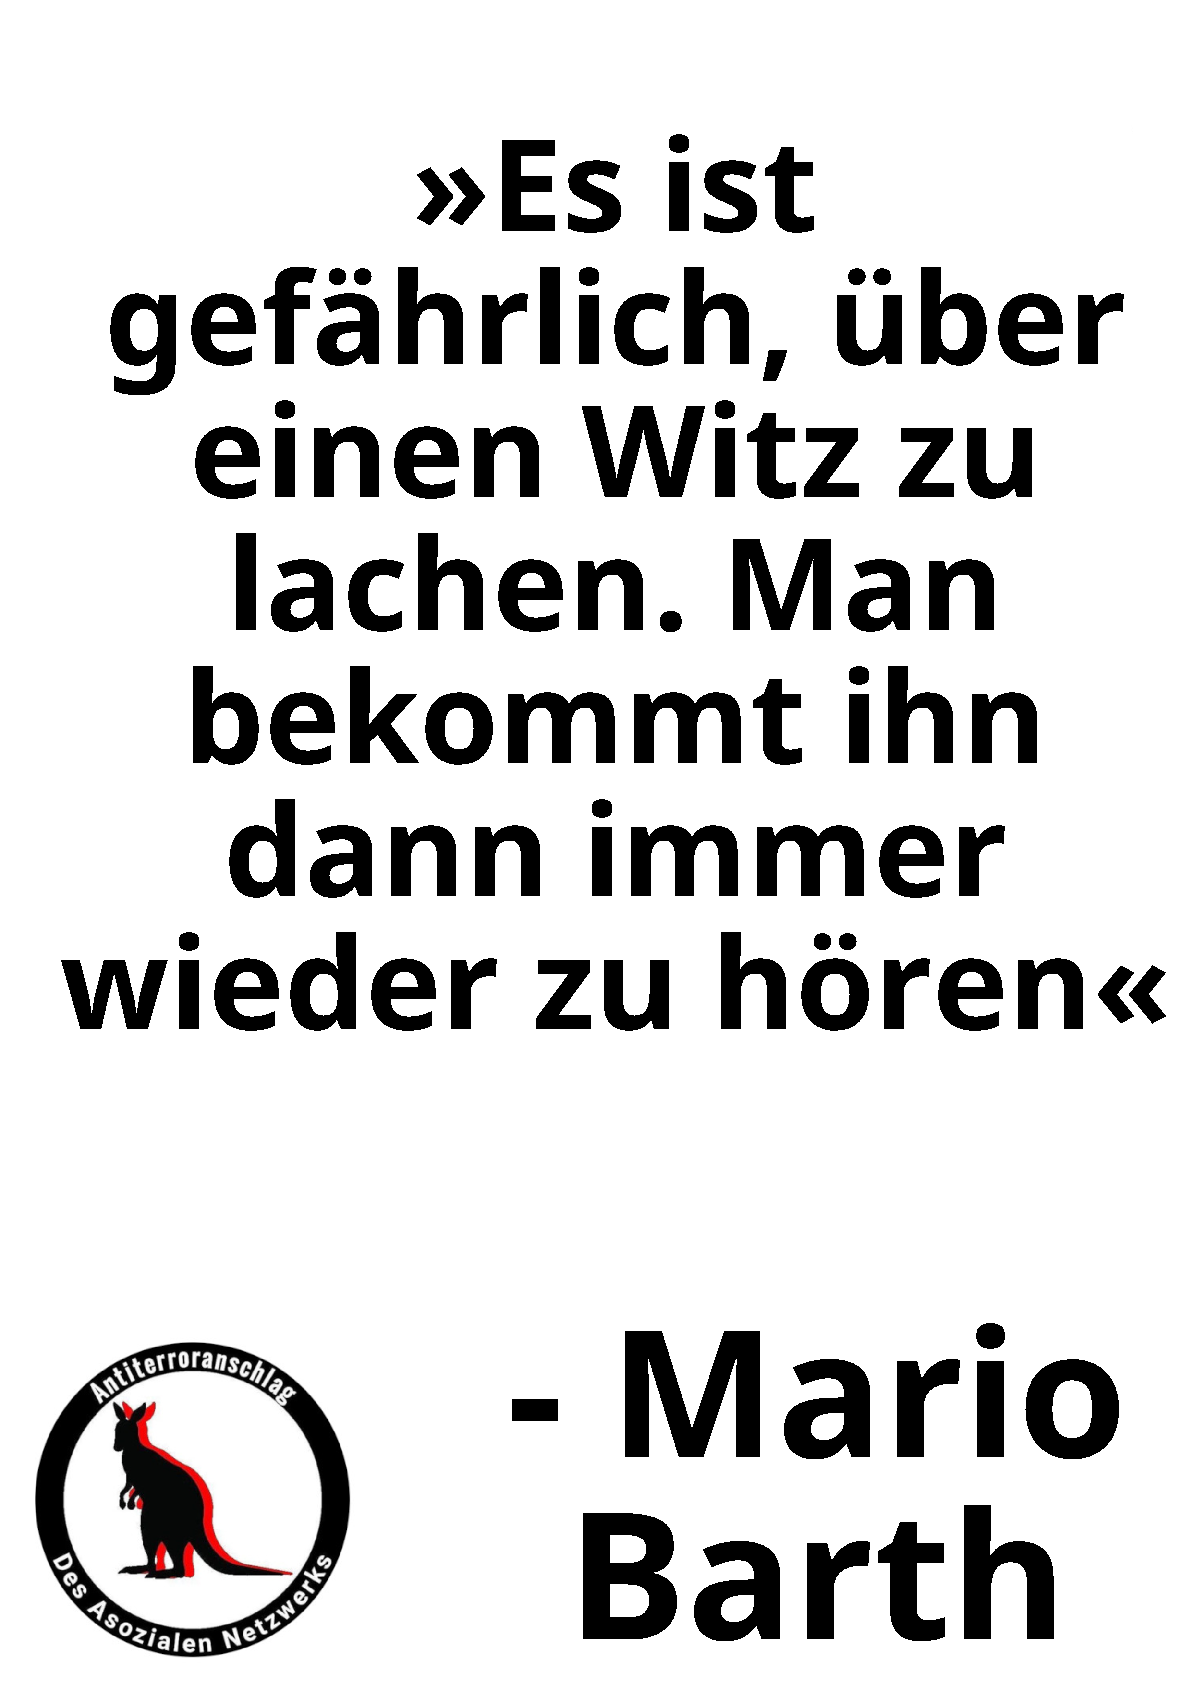 »Es ist
gefährlich, über
einen Witz zu
lachen. Man
bekommt ihn
dann immer
wieder zu hören«
- Mario
Barth
Antiterroranschlag
Des Asozialen Netzwerks